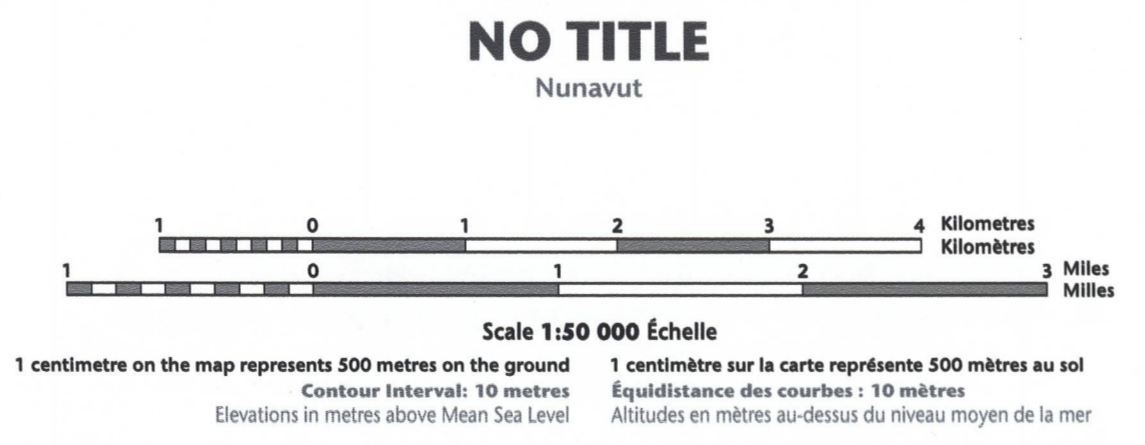 NO TITLE
Nunavut
1 0 1 2 3 4 Kilometres
Kilomètres
1 0 1 2 3 Miles
Milles
Scale 1:50 000 Échelle
1 centimetre on the map represents 500 metres on the ground
1 centimètre sur la carte représente 500 mètres au sol
Contour Interval: 10 metres
Équidistance des courbes : 10 mètres
Elevations in metres above Mean Sea Level
Altitudes en mètres au-dessus du niveau moyen de la mer